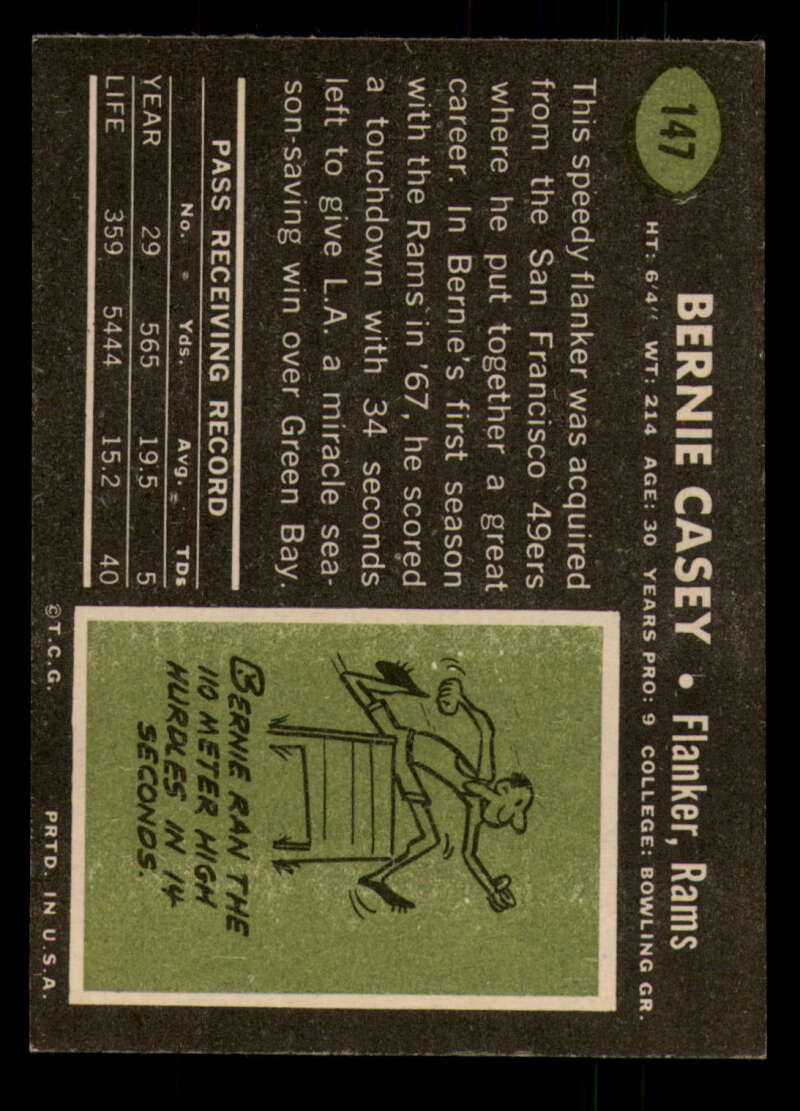 147
BERNIE CASEY • Flanker, Rams
HT: 6'4" WT: 214 AGE: 30 YEARS PRO: 9 COLLEGE: BOWLING GR.
This speedy flanker was acquired
from the San Francisco 49ers
where he put together a great
career. In Bernie's first season
with the Rams in '67, he scored
a touchdown with 34 seconds
left to give L.A. a miracle sea-
son-saving win over Green Bay.
PASS RECEIVING RECORD
No. Yds. Avg. TDs
YEAR 29 565 19.5 5
LIFE 359 5444 15.2 40
BERNIE RAN THE
110 METER HIGH
HURDLES IN 14
SECONDS.
©T.C.G. PRTD. IN U.S.A.